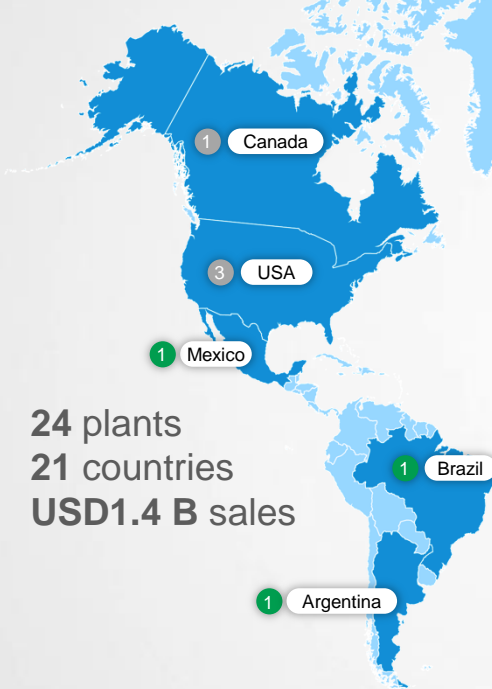 1 Canada
3 USA
1 Mexico
24 plants
21 countries
USD1.4 B sales
1 Brazil
1 Argentina